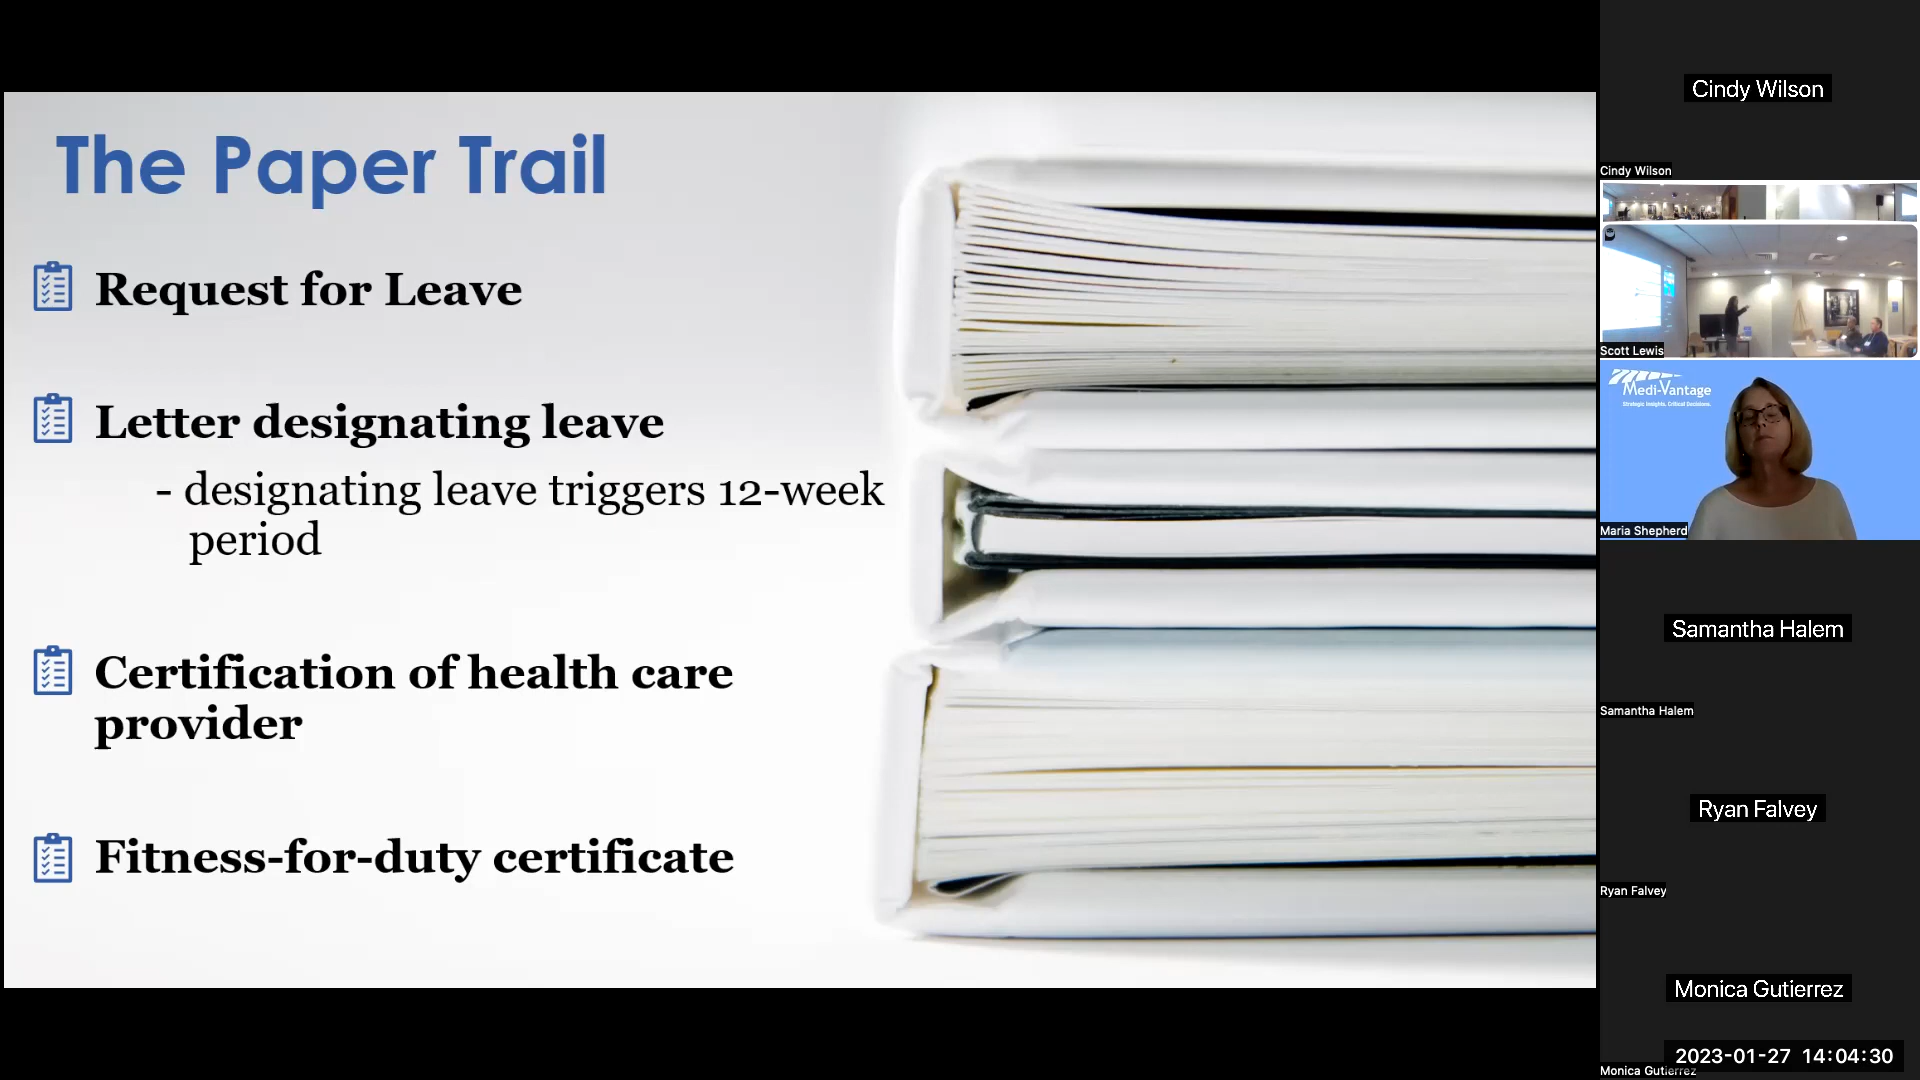 The Paper Trail
Request for Leave
Letter designating leave
- designating leave triggers 12-week
period
Certification of health care
provider
Fitness-for-duty certificate
Cindy Wilson
Cindy Wilson
Scott Lewis
Medi-Vantage
Strategic Insights. Critical Decisions.
Maria Shepherd
Samantha Halem
Samantha Halem
Ryan Falvey
Ryan Falvey
Monica Gutierrez
2023-01-27 14:04:30
Monica Gutierrez